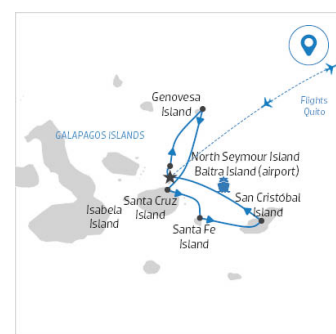 Genovesa
Island
Flights
Quito
GALAPAGOS ISLANDS
North Seymour Island
Baltra Island (airport)
Isabela
Island
Santa Cruz
Island
San Cristóbal
Island
Santa Fe
Island